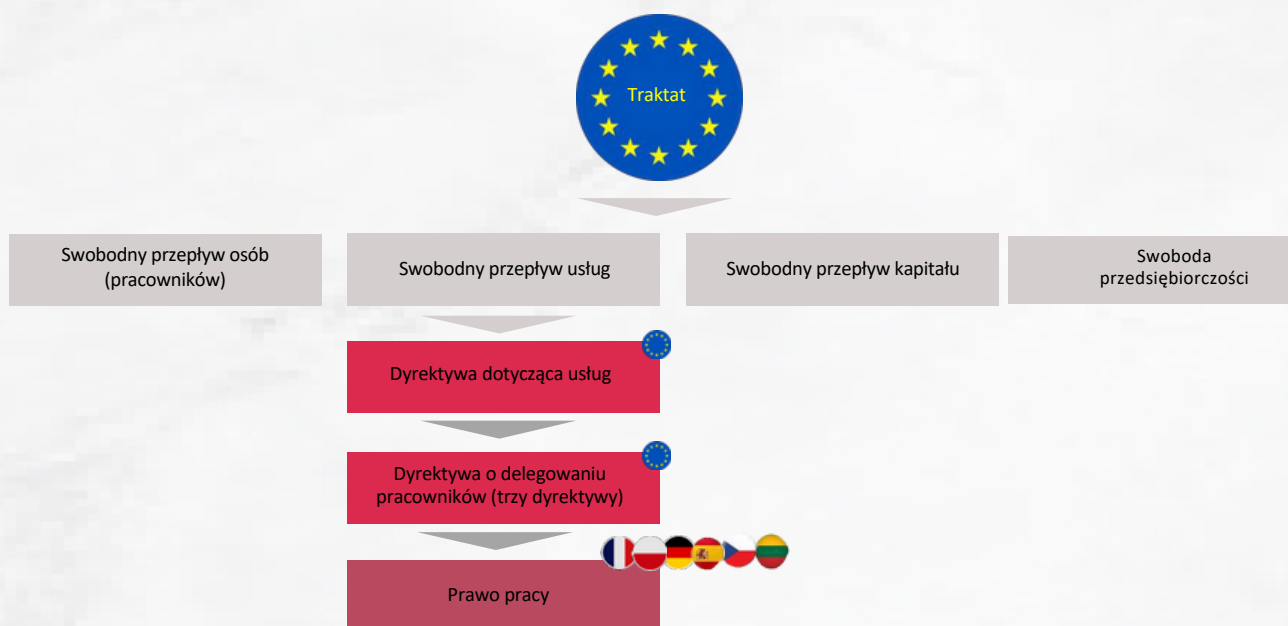 Traktat
Swobodny przepływ osób
(pracowników)
Swobodny przepływ usług
Swobodny przepływ kapitału
Swoboda
przedsiębiorczości
Dyrektywa dotycząca usług
Dyrektywa o delegowaniu
pracowników (trzy dyrektywy)
Prawo pracy